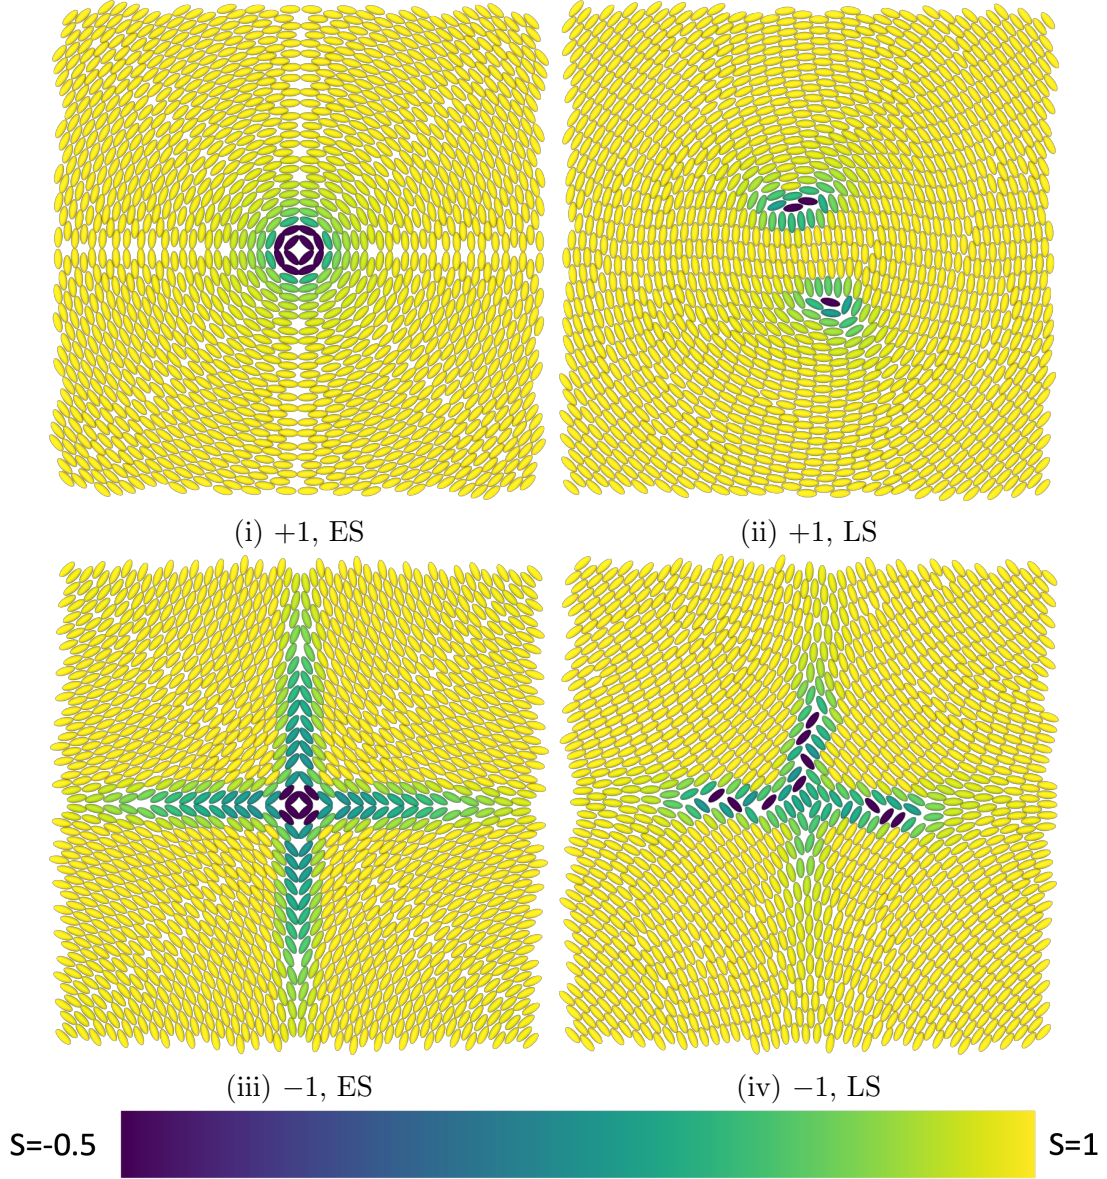 (i) +1, ES
(ii) +1, LS
(iii) −1, ES
(iv) −1, LS
S=-0.5
S=1